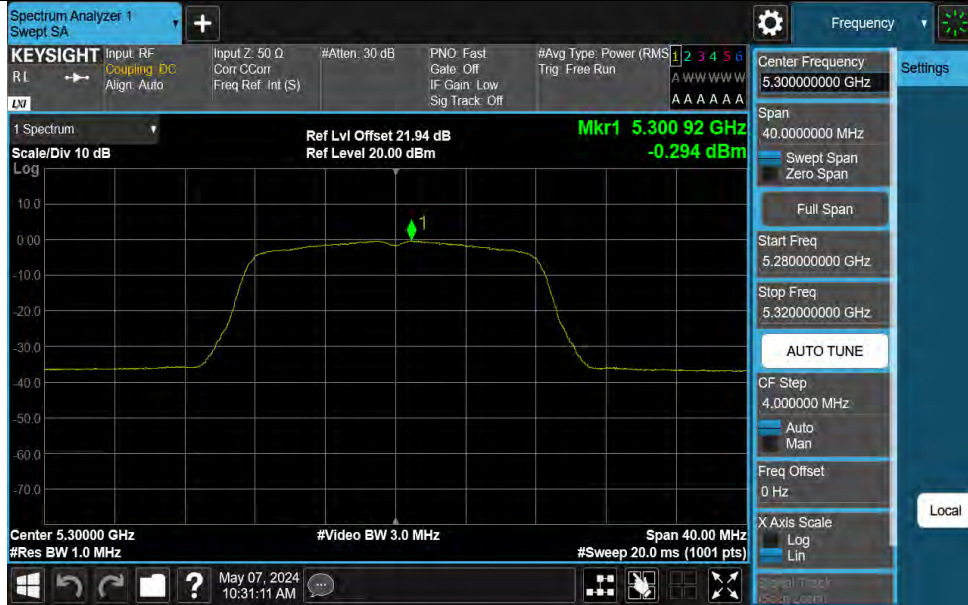 Spectrum Analyzer 1
Swept SA
Frequency
KEYSIGHT
RL
LXI
Input: RF
Coupling: DC
Align: Auto
Input Z: 50 Ω
Corr CCorr
Freq Ref: Int (S)
#Atten: 30 dB
PNO: Fast
Gate: Off
IF Gain: Low
Sig Track: Off
#Avg Type: Power (RMS
Trig: Free Run
1 2 3 4 5 6
A W W W W W
A A A A A A
1 Spectrum
Scale/Div 10 dB
Log
Ref Lvl Offset 21.94 dB
Ref Level 20.00 dBm
Mkr1 5.300 92 GHz
-0.294 dBm
10.0
0.00
-10.0
-20.0
-30.0
-40.0
-50.0
-60.0
-70.0
1
Center 5.30000 GHz
#Res BW 1.0 MHz
#Video BW 3.0 MHz
Span 40.00 MHz
#Sweep 20.0 ms (1001 pts)
May 07, 2024
10:31:11 AM
?
Center Frequency
5.300000000 GHz
Span
40.0000000 MHz
Swept Span
Zero Span
Full Span
Start Freq
5.280000000 GHz
Stop Freq
5.320000000 GHz
AUTO TUNE
CF Step
4.000000 MHz
Auto
Man
Freq Offset
0 Hz
X Axis Scale
Log
Lin
Signal Track
(Span Zoom)
Settings
Local